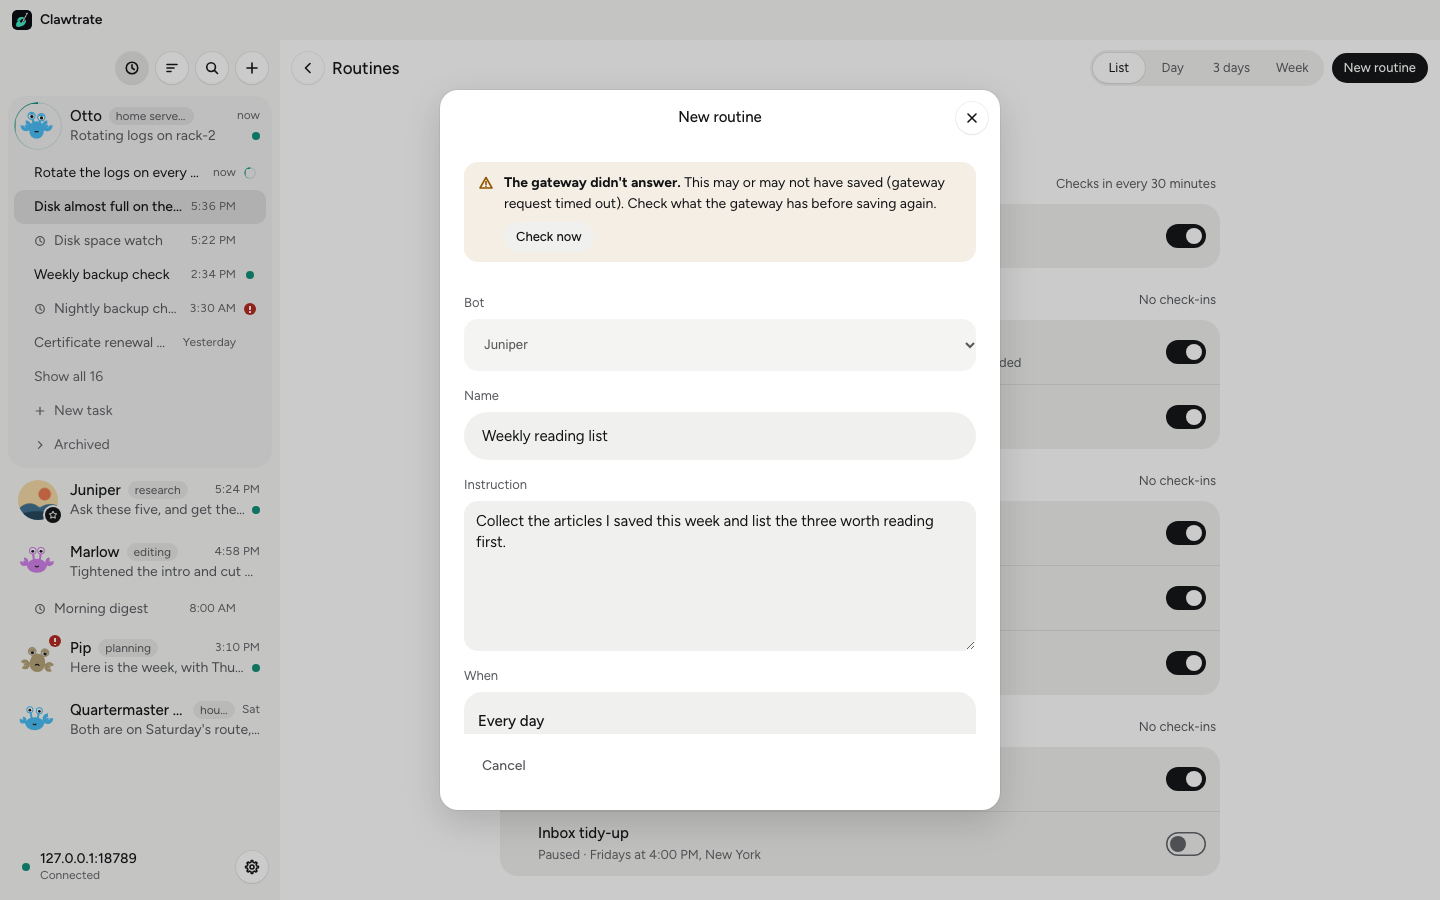 Clawtrate
Routines
List
Day
3 days
Week
New routine
Otto
home serve...
now
Rotating logs on rack-2
Rotate the logs on every ...
now
Disk almost full on the...
5:36 PM
Disk space watch
5:22 PM
Weekly backup check
2:34 PM
Nightly backup ch...
3:30 AM
Certificate renewal ...
Yesterday
Show all 16
New task
Archived
Juniper
research
5:24 PM
Ask these five, and get the...
Marlow
editing
4:58 PM
Tightened the intro and cut ...
Morning digest
8:00 AM
Pip
planning
3:10 PM
Here is the week, with Thu...
Quartermaster ...
hou...
Sat
Both are on Saturday's route,...
127.0.0.1:18789
Connected
New routine
The gateway didn't answer. This may or may not have saved (gateway
request timed out). Check what the gateway has before saving again.
Check now
Bot
Juniper
Name
Weekly reading list
Instruction
Collect the articles I saved this week and list the three worth reading
first.
When
Every day
Cancel
Checks in every 30 minutes
No check-ins
ded
No check-ins
No check-ins
Inbox tidy-up
Paused · Fridays at 4:00 PM, New York